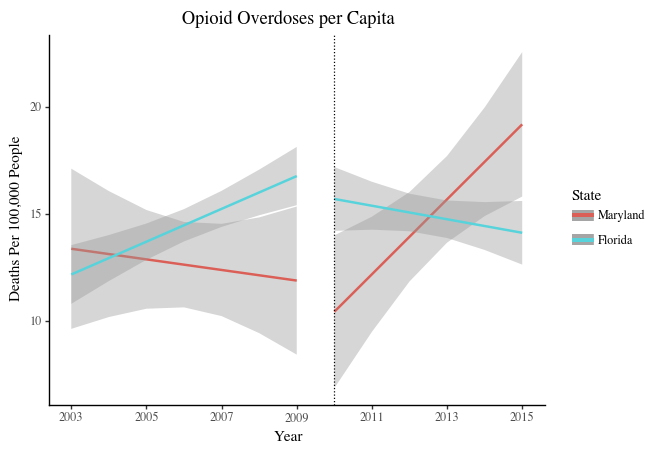 Opioid Overdoses per Capita
Deaths Per 100,000 People
20
15
10
2003 2005 2007 2009 2011 2013 2015
Year
State
Maryland
Florida